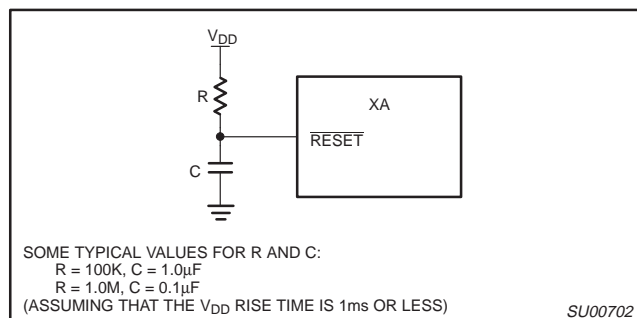 VDD
R
XA
RESET
C
SOME TYPICAL VALUES FOR R AND C:
R = 100K, C = 1.0µF
R = 1.0M, C = 0.1µF
(ASSUMING THAT THE VDD RISE TIME IS 1ms OR LESS)
SU00702